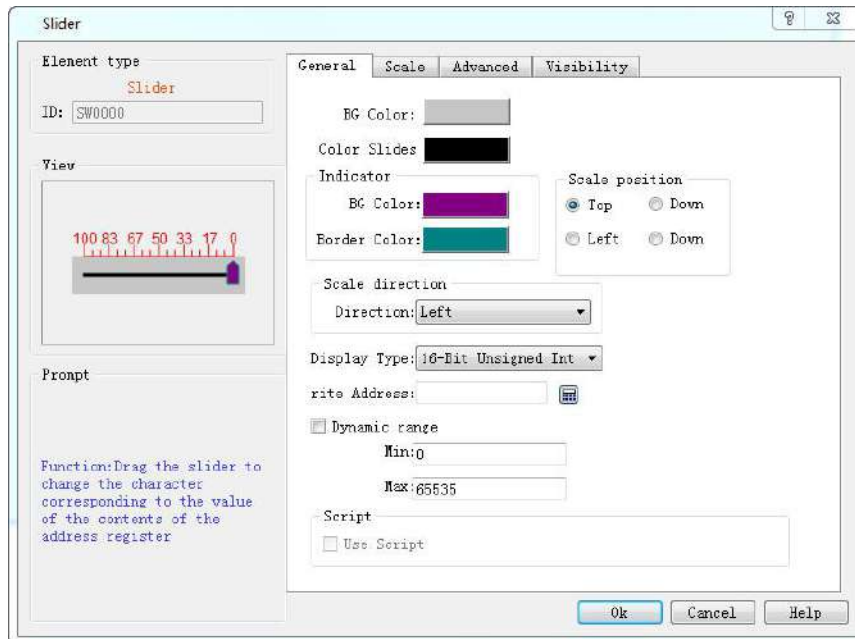 Slider
Element type
Slider
ID: SW0000
View
100 83 67 50 33 17 0
Prompt
Function:Drag the slider to
change the character
corresponding to the value
of the contents of the
address register
General Scale Advanced Visibility
BG Color:
Color Slides
Indicator
BG Color:
Border Color:
Scale position
Top Down
Left Down
Scale direction
Direction: Left
Display Type: 16-Bit Unsigned Int
rite Address:
Dynamic range
Min: 0
Max: 65535
Script
Use Script
Ok Cancel Help